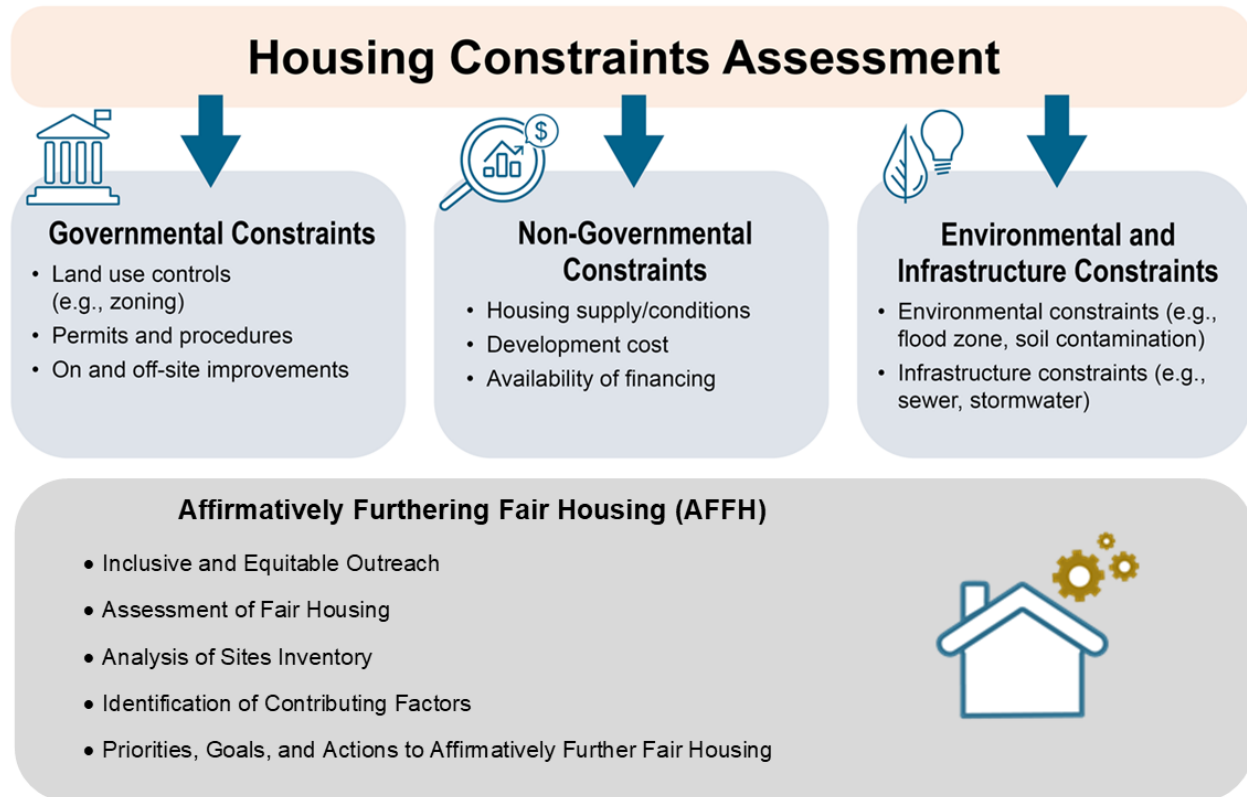 Housing Constraints Assessment
$
Governmental Constraints
• Land use controls
(e.g., zoning)
• Permits and procedures
• On and off-site improvements
Non-Governmental
Constraints
• Housing supply/conditions
• Development cost
• Availability of financing
Environmental and
Infrastructure Constraints
• Environmental constraints (e.g.,
flood zone, soil contamination)
• Infrastructure constraints (e.g.,
sewer, stormwater)
Affirmatively Furthering Fair Housing (AFFH)
• Inclusive and Equitable Outreach
• Assessment of Fair Housing
• Analysis of Sites Inventory
• Identification of Contributing Factors
• Priorities, Goals, and Actions to Affirmatively Further Fair Housing